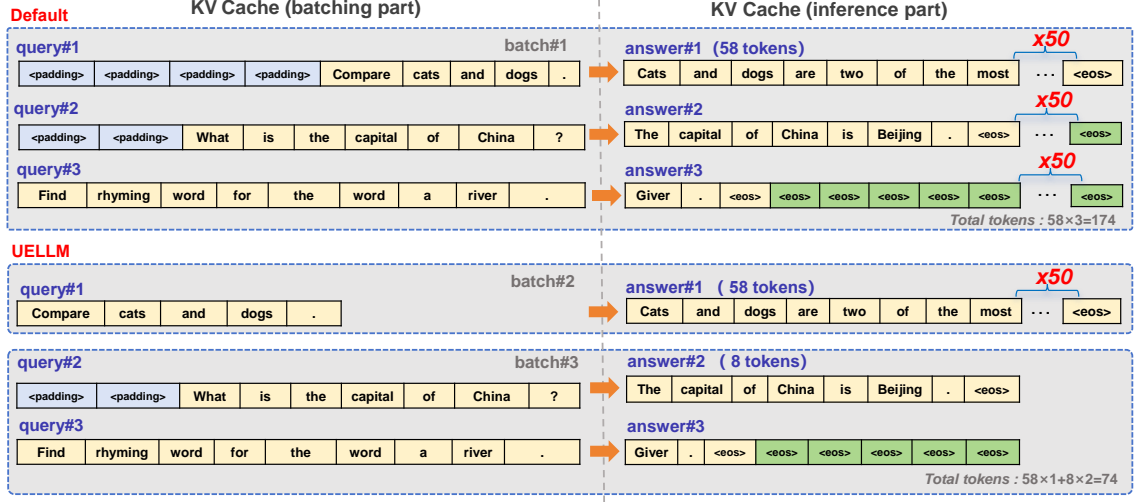 KV Cache (batching part) KV Cache (inference part)
Default
query#1 batch#1 answer#1 (58 tokens) x50
<padding> <padding> <padding> <padding> Compare cats and dogs . Cats and dogs are two of the most ... <eos>
query#2 answer#2 x50
<padding> <padding> What is the capital of China ? The capital of China is Beijing . <eos> ... <eos>
query#3 answer#3 x50
Find rhyming word for the word a river . Giver . <eos> <eos> <eos> <eos> <eos> <eos> ... <eos>
Total tokens : 58×3=174
UELLM
query#1 batch#2 answer#1 ( 58 tokens) x50
Compare cats and dogs . Cats and dogs are two of the most ... <eos>
query#2 batch#3 answer#2 ( 8 tokens)
<padding> <padding> What is the capital of China ? The capital of China is Beijing . <eos>
query#3 answer#3
Find rhyming word for the word a river . Giver . <eos> <eos> <eos> <eos> <eos> <eos>
Total tokens : 58×1+8×2=74